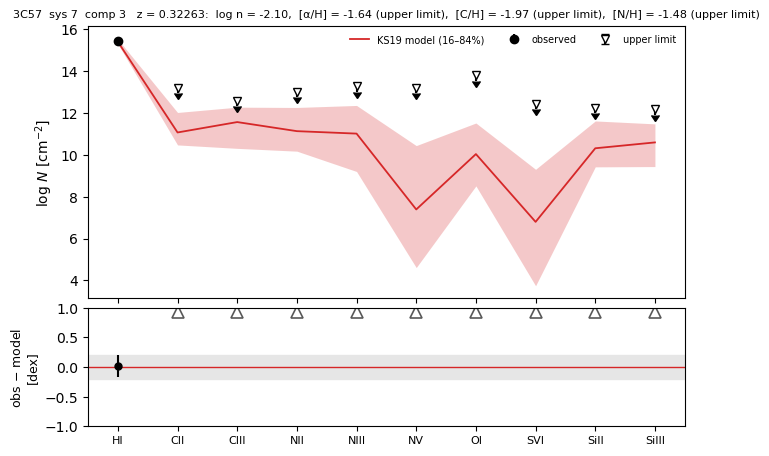 3C57 sys 7 comp 3 z = 0.32263: log n = -2.10, [α/H] = -1.64 (upper limit), [C/H] = -1.97 (upper limit), [N/H] = -1.48 (upper limit)
KS19 model (16–84%) observed upper limit
log N [cm⁻²]
16
14
12
10
8
6
4
obs − model
[dex]
1.0
0.5
0.0
−0.5
−1.0
HI CII CIII NII NIII NV OI SVI SiII SiIII